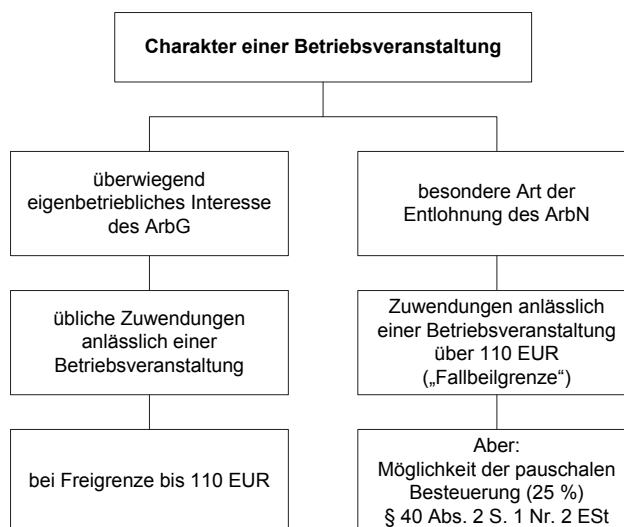 Charakter einer Betriebsveranstaltung
überwiegend
eigenbetriebliches Interesse
des ArbG
übliche Zuwendungen
anlässlich einer
Betriebsveranstaltung
bei Freigrenze bis 110 EUR
besondere Art der
Entlohnung des ArbN
Zuwendungen anlässlich
einer Betriebsveranstaltung
über 110 EUR
(„Fallbeilgrenze“)
Aber:
Möglichkeit der pauschalen
Besteuerung (25 %)
§ 40 Abs. 2 S. 1 Nr. 2 ESt